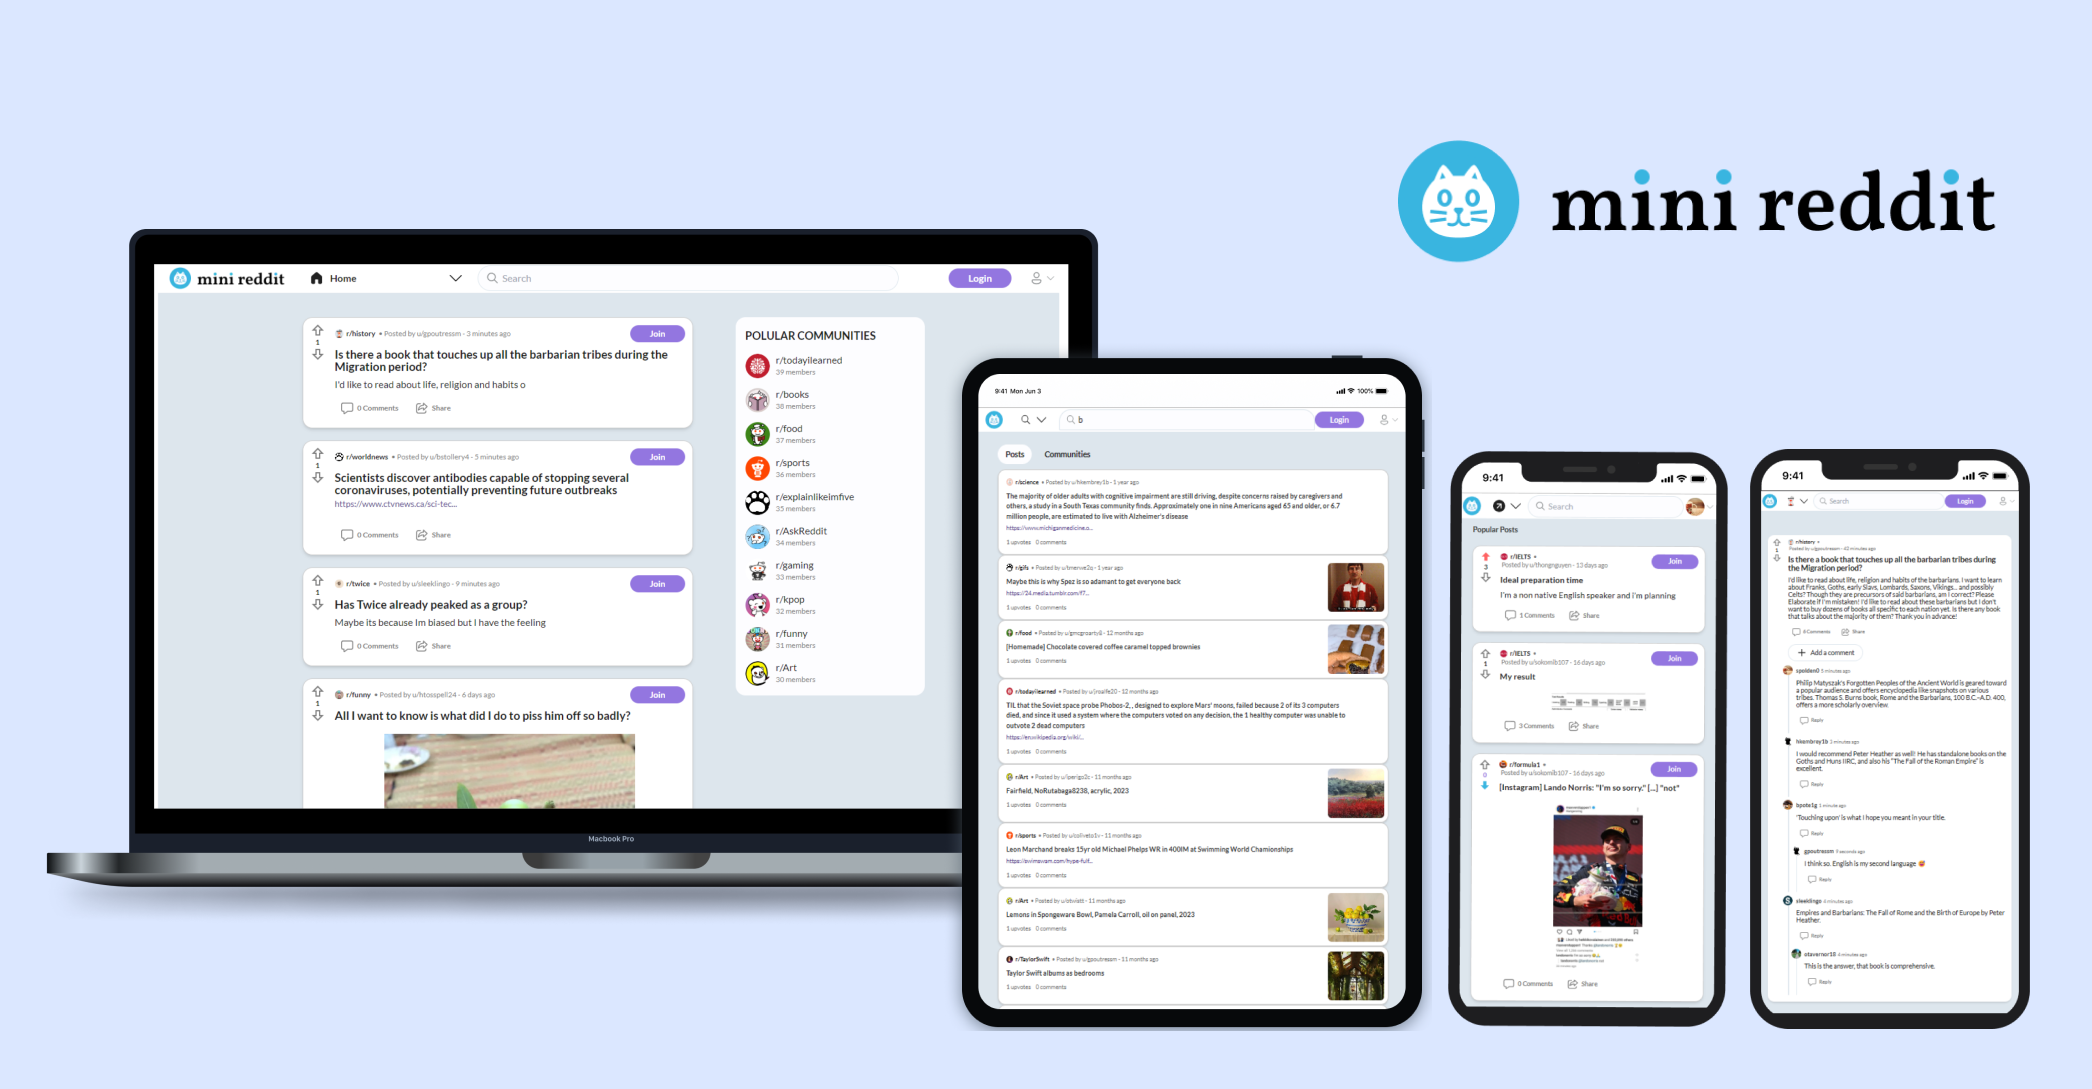 mini reddit
mini reddit
Home
Search
Login
r/history • Posted by u/gpoutressm - 3 minutes ago
Join
1
Is there a book that touches up all the barbarian tribes during the
Migration period?
I'd like to read about life, religion and habits o
0 Comments
Share
r/worldnews • Posted by u/bstollery4 - 5 minutes ago
Join
1
Scientists discover antibodies capable of stopping several
coronaviruses, potentially preventing future outbreaks
https://www.ctvnews.ca/sci-tec...
0 Comments
Share
r/twice • Posted by u/sleeklingo - 9 minutes ago
Join
1
Has Twice already peaked as a group?
Maybe its because Im biased but I have the feeling
0 Comments
Share
r/funny • Posted by u/htosspell24 - 6 days ago
Join
1
All I want to know is what did I do to piss him off so badly?
POLULAR COMMUNITIES
r/todayilearned
39 members
r/books
38 members
r/food
37 members
r/sports
36 members
r/explainlikeimfive
35 members
r/AskReddit
34 members
r/gaming
33 members
r/kpop
32 members
r/funny
31 members
r/Art
30 members
Macbook Pro
9:41 Mon Jun 3
100%
b
Login
Posts
Communities
r/science • Posted by u/hkembrey1b - 1 year ago
The majority of older adults with cognitive impairment are still driving, despite concerns raised by caregivers and
others, a study in a South Texas community finds. Approximately one in nine Americans aged 65 and older, or 6.7
million people, are estimated to live with Alzheimer's disease
https://www.michiganmedicine.o...
1 upvotes 0 comments
r/gifs • Posted by u/tmerwe2q - 1 year ago
Maybe this is why Spez is so adamant to get everyone back
https://24.media.tumblr.com/f7...
1 upvotes 0 comments
r/food • Posted by u/gmcgroarty8 - 12 months ago
[Homemade] Chocolate covered coffee caramel topped brownies
1 upvotes 0 comments
r/todayilearned • Posted by u/jroalfe20 - 12 months ago
TIL that the Soviet space probe Phobos-2, , designed to explore Mars' moons, failed because 2 of its 3 computers
died, and since it used a system where the computers voted on any decision, the 1 healthy computer was unable to
outvote 2 dead computers
https://en.wikipedia.org/wiki/...
1 upvotes 0 comments
r/Art • Posted by u/iperigo2c - 11 months ago
Fairfield, NoRutabaga8238, acrylic, 2023
1 upvotes 0 comments
r/sports • Posted by u/coliveto1v - 11 months ago
Leon Marchand breaks 15yr old Michael Phelps WR in 400IM at Swimming World Chamionships
https://swimswam.com/hype-full...
1 upvotes 0 comments
r/Art • Posted by u/otwiatt - 11 months ago
Lemons in Spongeware Bowl, Pamela Carroll, oil on panel, 2023
1 upvotes 0 comments
r/TaylorSwift • Posted by u/gpoutressm - 11 months ago
Taylor Swift albums as bedrooms
1 upvotes 0 comments
9:41
Search
Popular Posts
r/IELTS •
Posted by u/thongnguyen - 13 days ago
Join
3
Ideal preparation time
I'm a non native English speaker and i'm planning
1 Comments
Share
r/IELTS •
Posted by u/sokomlb107 - 16 days ago
Join
1
My result
3 Comments
Share
r/formula1 •
Posted by u/sokomlb107 - 16 days ago
Join
0
[Instagram] Lando Norris: "I'm so sorry." [...] "not"
0 Comments
Share
9:41
Search
Login
r/history •
Posted by u/gpoutressm - 42 minutes ago
1
Is there a book that touches up all the barbarian tribes during
the Migration period?
I'd like to read about life, religion and habits of the barbarians. I want to learn
about Franks, Goths, early Slavs, Lombards, Saxons, Vikings... and possibly
Celts? Though they are precursors of said barbarians, am I correct? Please
Elaborate if I'm mistaken! I'd like to read about these barbarians but I don't
want to buy dozens of books all specific to each nation yet. Is there any book
that talks about the majority of them? Thank you in advance!
8 Comments
Share
+ Add a comment
spolden0 5 minutes ago
Philip Matyszak's Forgotten Peoples of the Ancient World is geared toward
a popular audience and offers encyclopedia like snapshots on various
tribes. Thomas S. Burns book, Rome and the Barbarians, 100 B.C.–A.D. 400,
offers a more scholarly overview.
Reply
hkembrey1b 3 minutes ago
I would recommend Peter Heather as well! He has standalone books on the
Goths and Huns IIRC, and also his "The Fall of the Roman Empire" is
excellent.
Reply
bpote1g 1 minute ago
'Touching upon' is what I hope you meant in your title.
Reply
gpoutressm 9 seconds ago
I think so. English is my second language
Reply
sleeklingo 4 minutes ago
Empires and Barbarians: The Fall of Rome and the Birth of Europe by Peter
Heather.
Reply
otaverner18 4 minutes ago
This is the answer, that book is comprehensive.
Reply